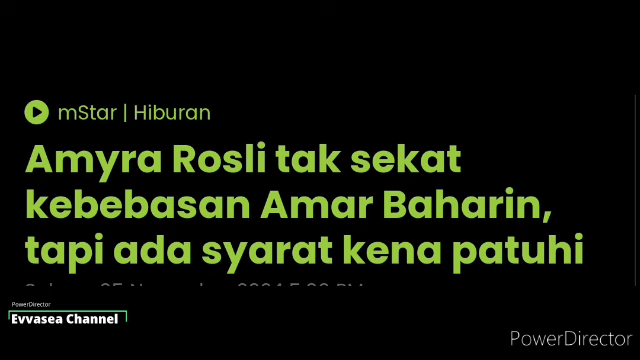 mStar | Hiburan
Amyra Rosli tak sekat
kebebasan Amar Baharin,
tapi ada syarat kena patuhi
PowerDirector
Evvasea Channel
PowerDirector